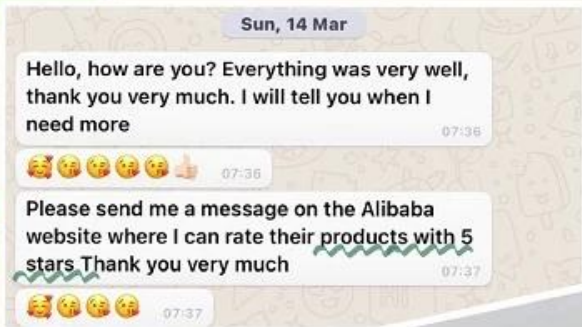 Sun, 14 Mar
Hello, how are you? Everything was very well,
thank you very much. I will tell you when I
need more
07:36
🥰😘😘😘😘👍🏻 07:36
Please send me a message on the Alibaba
website where I can rate their products with 5
stars Thank you very much
07:37
🥰😘😘😘 07:37